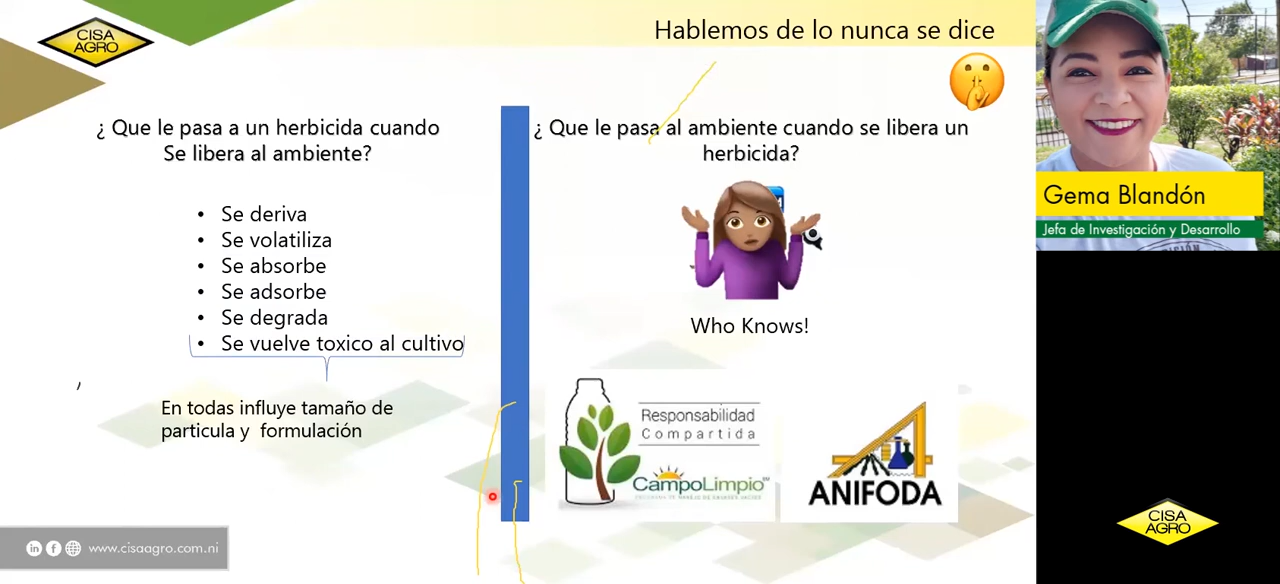 CISA
AGRO
Hablemos de lo nunca se dice
¿ Que le pasa a un herbicida cuando
Se libera al ambiente?
• Se deriva
• Se volatiliza
• Se absorbe
• Se adsorbe
• Se degrada
• Se vuelve toxico al cultivo
En todas influye tamaño de
particula y formulación
¿ Que le pasa al ambiente cuando se libera un
herbicida?
Who Knows!
Responsabilidad
Compartida
CampoLimpio
ANIFODA
www.cisaagro.com.ni
Gema Blandón
Jefa de Investigación y Desarrollo
CISA
AGRO